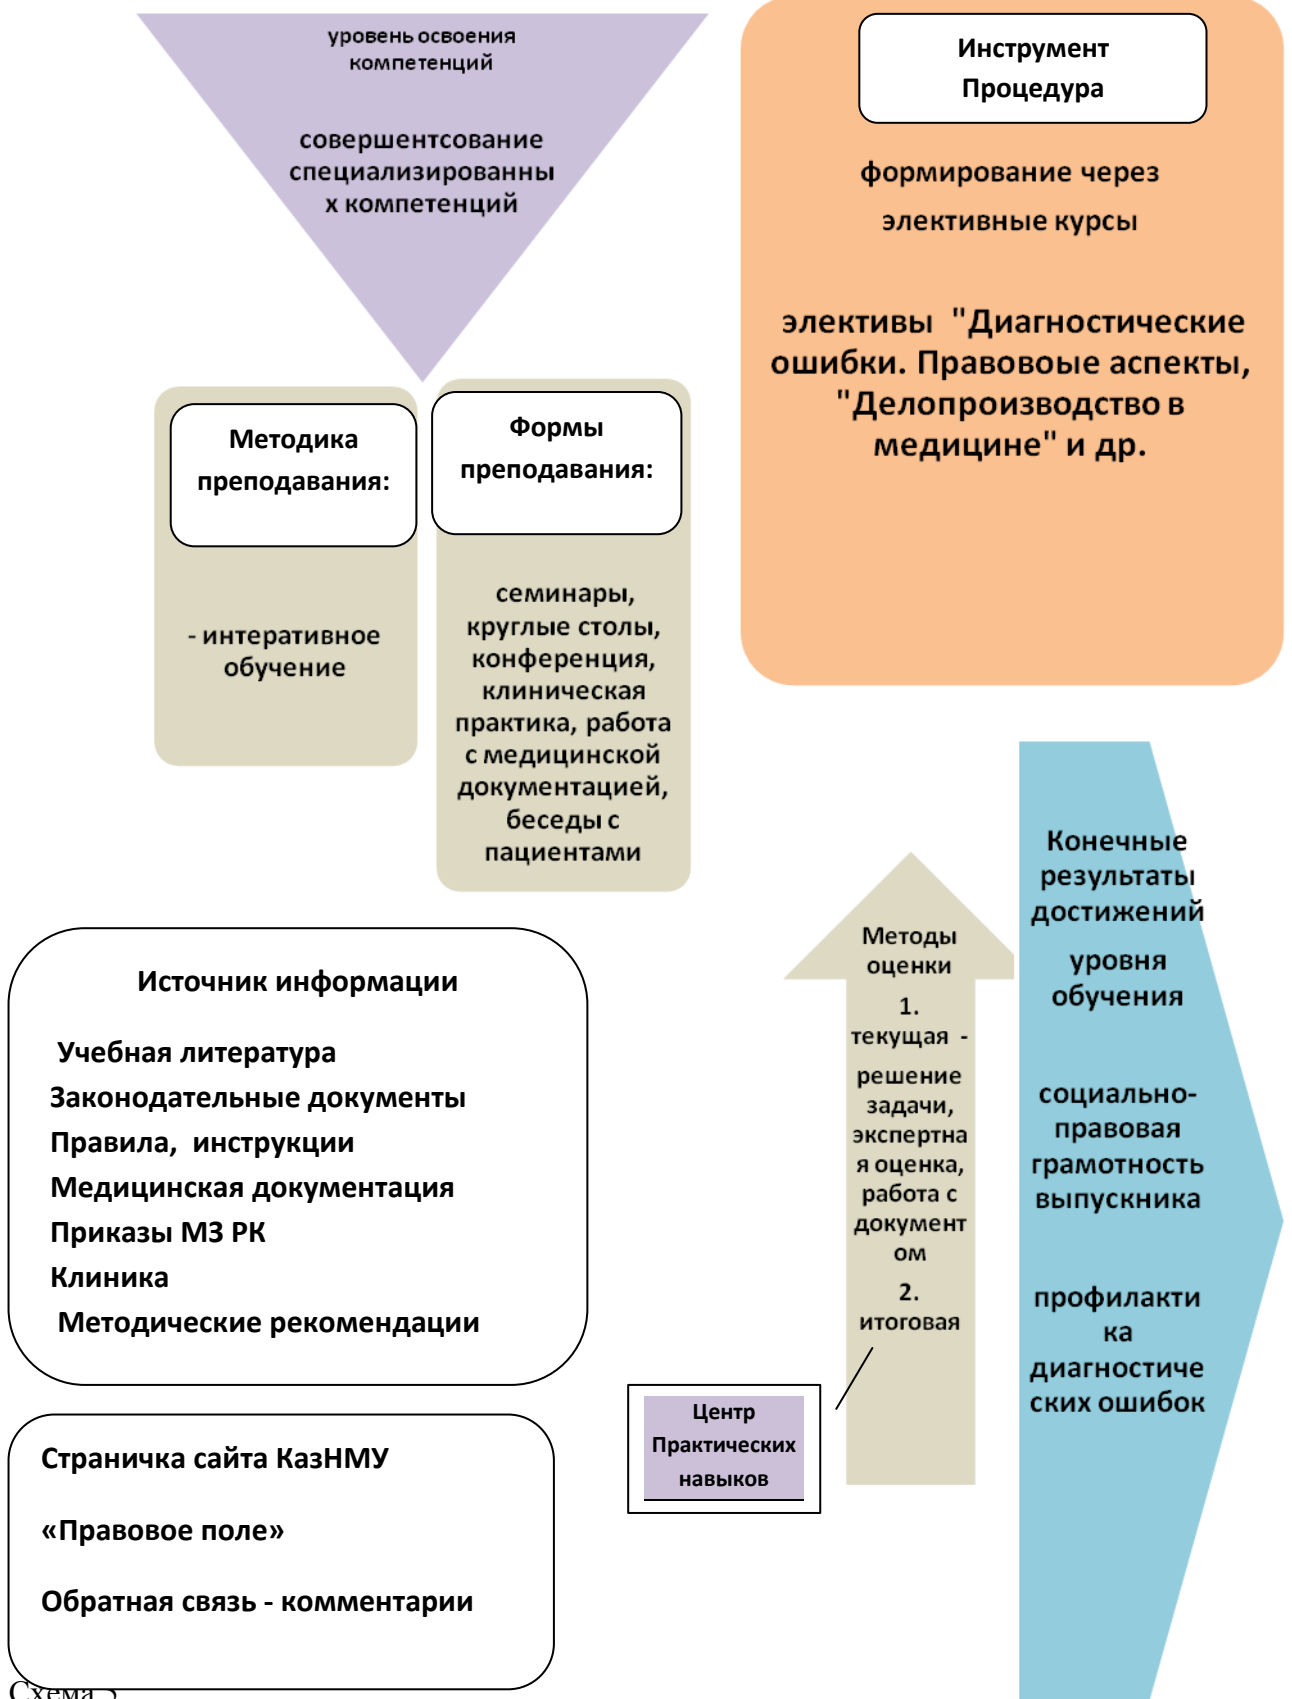 уровень освоения
компетенций
совершентсование
специализированны
х компетенций
Инструмент
Процедура
формирование через
элективные курсы
элективы "Диагностические
ошибки. Правовоые аспекты,
"Делопроизводство в
медицине" и др.
Методика
преподавания:
- интеративное
обучение
Формы
преподавания:
семинары,
круглые столы,
конференция,
клиническая
практика, работа
с медицинской
документацией,
беседы с
пациентами
Источник информации
Учебная литература
Законодательные документы
Правила, инструкции
Медицинская документация
Приказы МЗ РК
Клиника
Методические рекомендации
Страничка сайта КазНМУ
«Правовое поле»
Обратная связь - комментарии
Центр
Практических
навыков
Методы
оценки
1.
текущая -
решение
задачи,
экспертна
я оценка,
работа с
документ
ом
2.
итоговая
Конечные
результаты
достижений
уровня
обучения
социально-
правовая
грамотность
выпускника
профилакти
ка
диагностиче
ских ошибок
Схема